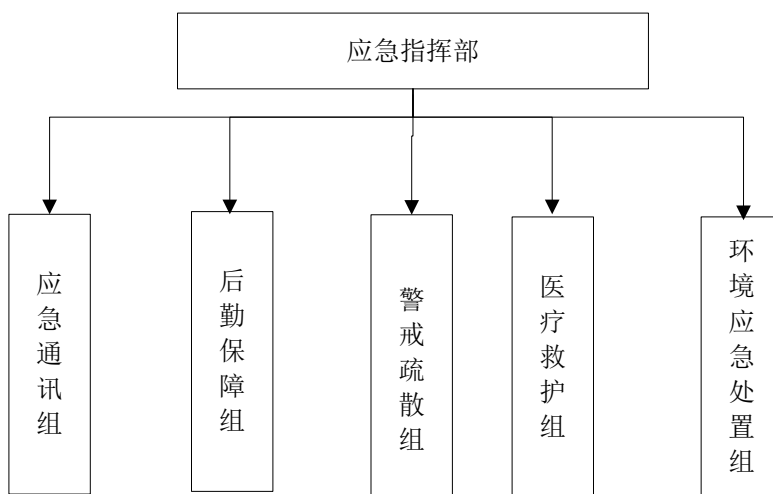 应急指挥部
应急通讯组
后勤保障组
警戒疏散组
医疗救护组
环境应急处置组